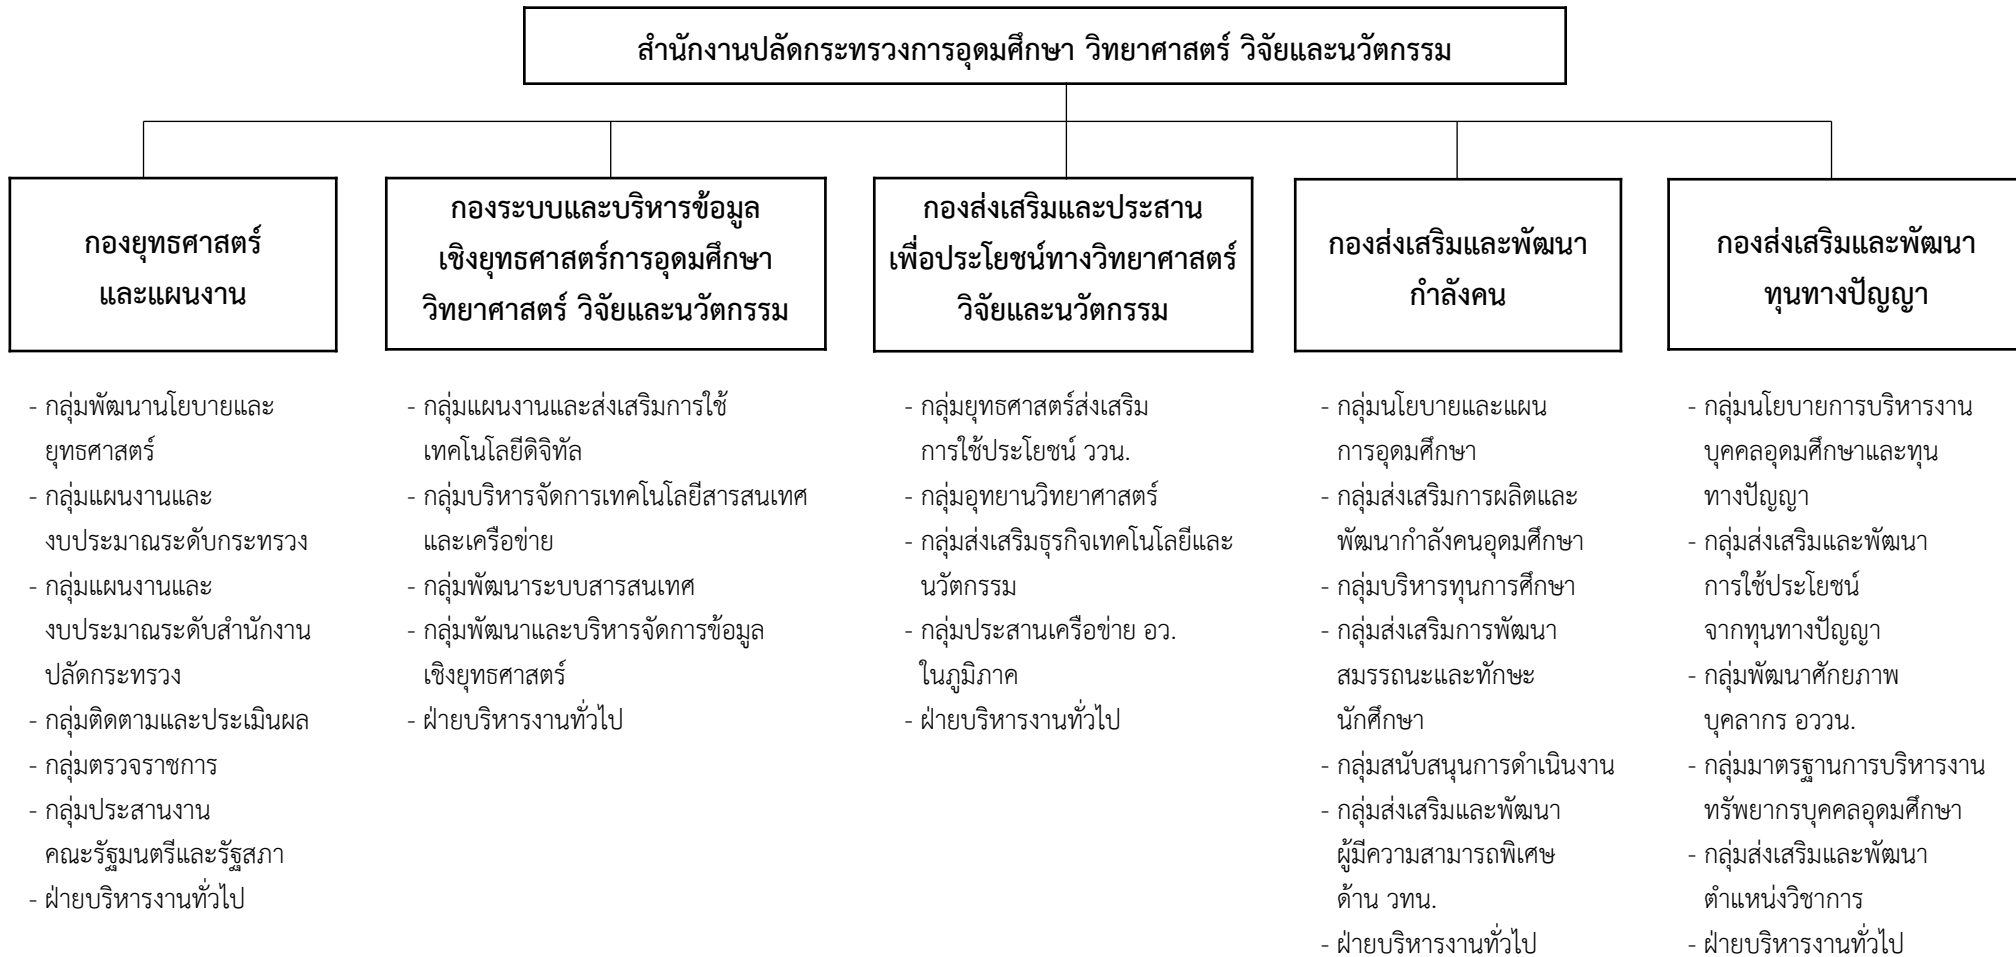 สำนักงานปลัดกระทรวงการอุดมศึกษา วิทยาศาสตร์ วิจัยและนวัตกรรม
กองยุทธศาสตร์
และแผนงาน
- กลุ่มพัฒนานโยบายและ
ยุทธศาสตร์
- กลุ่มแผนงานและ
งบประมาณระดับกระทรวง
- กลุ่มแผนงานและ
งบประมาณระดับสำนักงาน
ปลัดกระทรวง
- กลุ่มติดตามและประเมินผล
- กลุ่มตรวจราชการ
- กลุ่มประสานงาน
คณะรัฐมนตรีและรัฐสภา
- ฝ่ายบริหารงานทั่วไป
กองระบบและบริหารข้อมูล
เชิงยุทธศาสตร์การอุดมศึกษา
วิทยาศาสตร์ วิจัยและนวัตกรรม
- กลุ่มแผนงานและส่งเสริมการใช้
เทคโนโลยีดิจิทัล
- กลุ่มบริหารจัดการเทคโนโลยีสารสนเทศ
และเครือข่าย
- กลุ่มพัฒนาระบบสารสนเทศ
- กลุ่มพัฒนาและบริหารจัดการข้อมูล
เชิงยุทธศาสตร์
- ฝ่ายบริหารงานทั่วไป
กองส่งเสริมและประสาน
เพื่อประโยชน์ทางวิทยาศาสตร์
วิจัยและนวัตกรรม
- กลุ่มยุทธศาสตร์ส่งเสริม
การใช้ประโยชน์ ววน.
- กลุ่มอุทยานวิทยาศาสตร์
- กลุ่มส่งเสริมธุรกิจเทคโนโลยีและ
นวัตกรรม
- กลุ่มประสานเครือข่าย อว.
ในภูมิภาค
- ฝ่ายบริหารงานทั่วไป
กองส่งเสริมและพัฒนา
กำลังคน
- กลุ่มนโยบายและแผน
การอุดมศึกษา
- กลุ่มส่งเสริมการผลิตและ
พัฒนากำลังคนอุดมศึกษา
- กลุ่มบริหารทุนการศึกษา
- กลุ่มส่งเสริมการพัฒนา
สมรรถนะและทักษะ
นักศึกษา
- กลุ่มสนับสนุนการดำเนินงาน
- กลุ่มส่งเสริมและพัฒนา
ผู้มีความสามารถพิเศษ
ด้าน วทน.
- ฝ่ายบริหารงานทั่วไป
กองส่งเสริมและพัฒนา
ทุนทางปัญญา
- กลุ่มนโยบายการบริหารงาน
บุคคลอุดมศึกษาและทุน
ทางปัญญา
- กลุ่มส่งเสริมและพัฒนา
การใช้ประโยชน์
จากทุนทางปัญญา
- กลุ่มพัฒนาศักยภาพ
บุคลากร อววน.
- กลุ่มมาตรฐานการบริหารงาน
ทรัพยากรบุคคลอุดมศึกษา
- กลุ่มส่งเสริมและพัฒนา
ตำแหน่งวิชาการ
- ฝ่ายบริหารงานทั่วไป